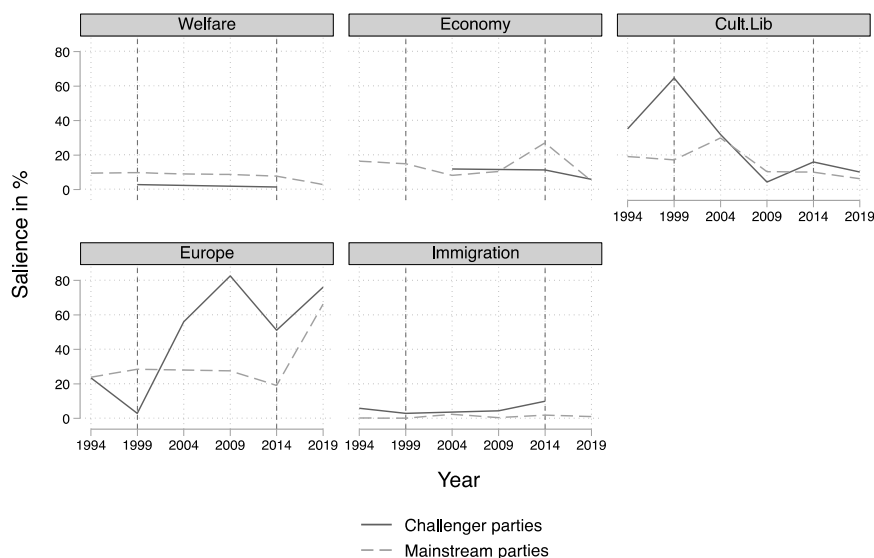 Welfare
Economy
Cult.Lib
80
60
40
20
0
1994 1999 2004 2009 2014 2019
Europe
Immigration
80
60
40
20
0
1994 1999 2004 2009 2014 2019
1994 1999 2004 2009 2014 2019
Salience in %
Year
Challenger parties
Mainstream parties